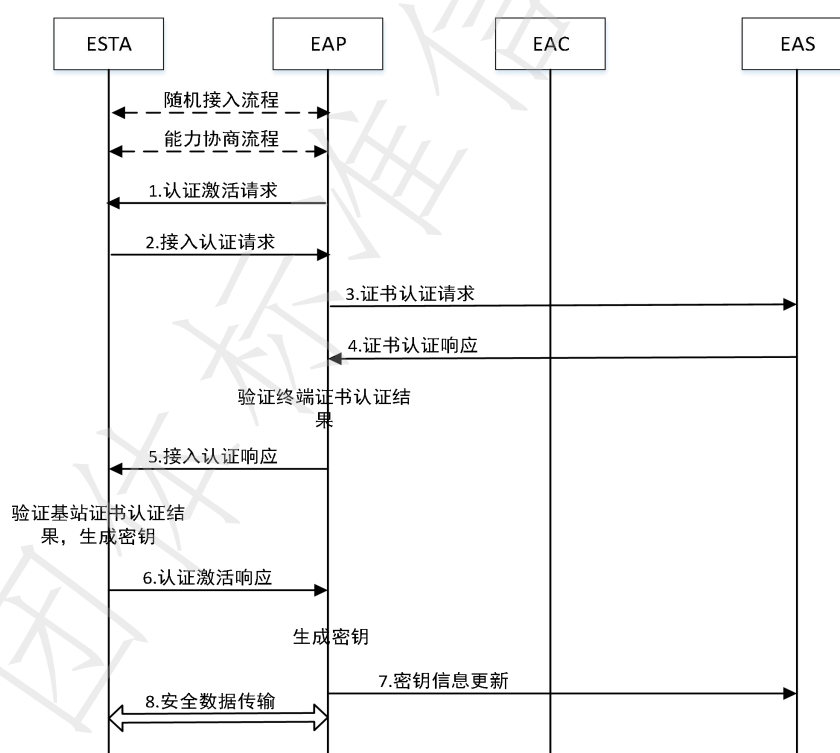 ESTA
EAP
EAC
EAS
随机接入流程
能力协商流程
1.认证激活请求
2.接入认证请求
3.证书认证请求
4.证书认证响应
验证终端证书认证结
果
5.接入认证响应
验证基站证书认证结
果，生成密钥
6.认证激活响应
生成密钥
7.密钥信息更新
8.安全数据传输
团体标准信